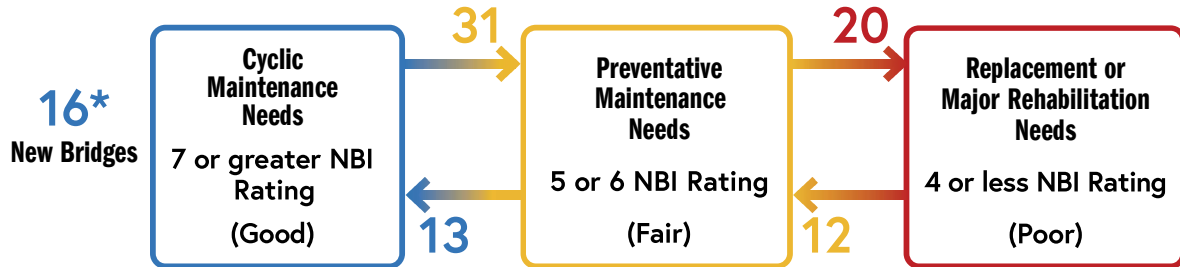 16*
New Bridges
Cyclic
Maintenance
Needs
7 or greater NBI
Rating
(Good)
31
13
Preventative
Maintenance
Needs
5 or 6 NBI Rating
(Fair)
20
12
Replacement or
Major Rehabilitation
Needs
4 or less NBI Rating
(Poor)